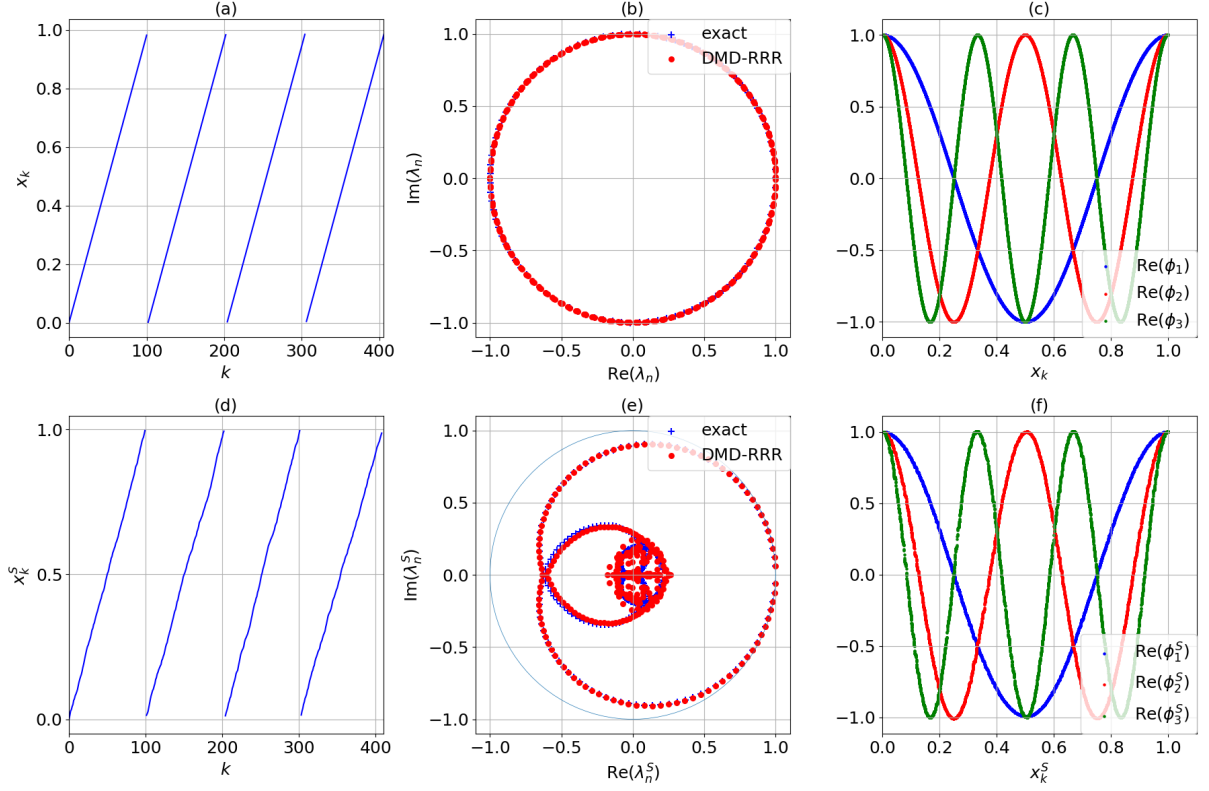 (a)
1.0
0.8
0.6
0.4
0.2
0.0
x_k
0
100
200
300
400
k
(b)
1.0
0.5
0.0
−0.5
−1.0
Im(λ_n)
exact
DMD-RRR
−1.0
−0.5
0.0
0.5
1.0
Re(λ_n)
(c)
1.0
0.5
0.0
−0.5
−1.0
Re(ϕ_1)
Re(ϕ_2)
Re(ϕ_3)
0.0
0.2
0.4
0.6
0.8
1.0
x_k
(d)
1.0
0.5
0.0
x_k^S
0
100
200
300
400
k
(e)
1.0
0.5
0.0
−0.5
−1.0
Im(λ_n^S)
exact
DMD-RRR
−1.0
−0.5
0.0
0.5
1.0
Re(λ_n^S)
(f)
1.0
0.5
0.0
−0.5
−1.0
Re(ϕ_1^S)
Re(ϕ_2^S)
Re(ϕ_3^S)
0.0
0.2
0.4
0.6
0.8
1.0
x_k^S